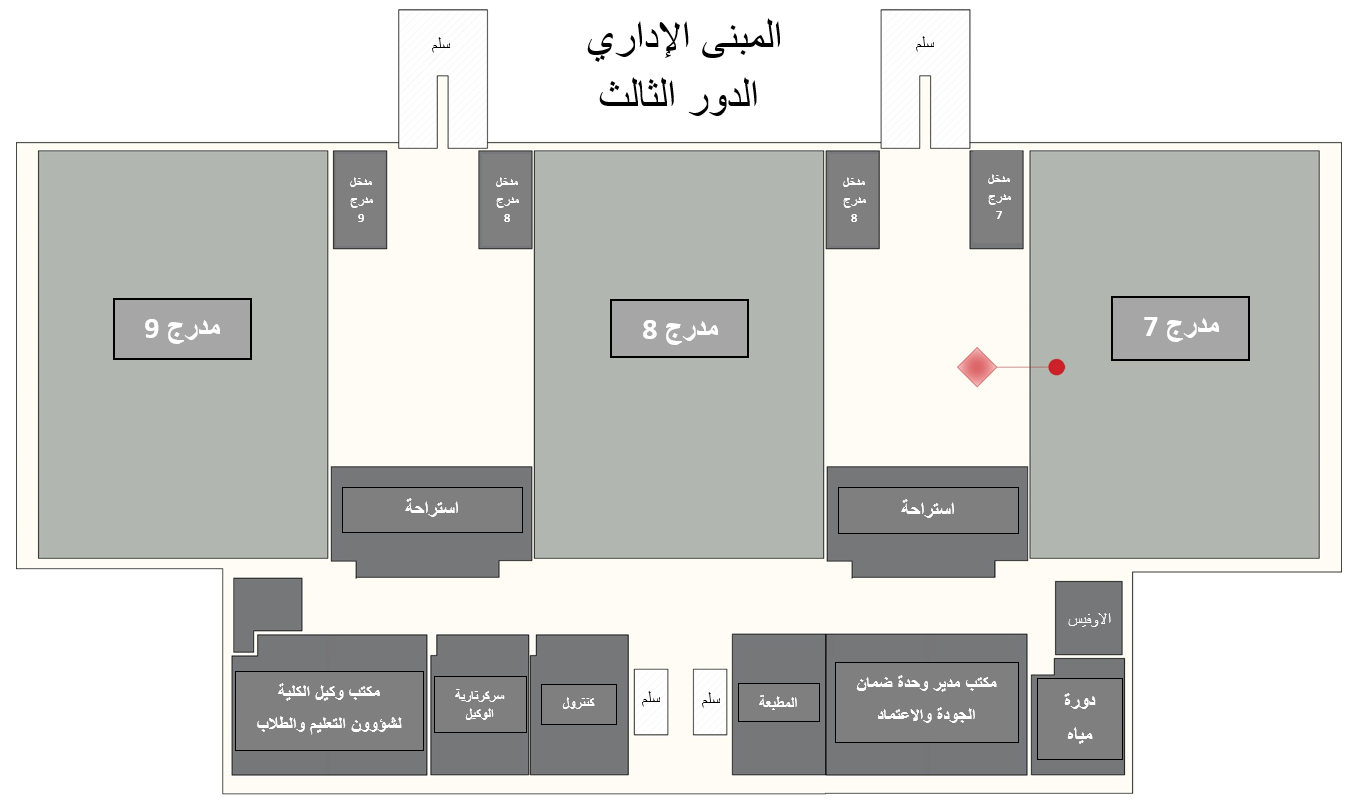 المبنى الإداري
الدور الثالث
سلم
سلم
مدخل
مدرج
7
مدخل
مدرج
8
مدخل
مدرج
8
مدخل
مدرج
9
مدرج 7
مدرج 8
مدرج 9
استراحة
استراحة
الاوفيس
دورة
مياه
مكتب مدير وحدة ضمان
الجودة والاعتماد
المطبعة
سلم
سلم
كنترول
سركرتارية
الوكيل
مكتب وكيل الكلية
لشؤوون التعليم والطلاب